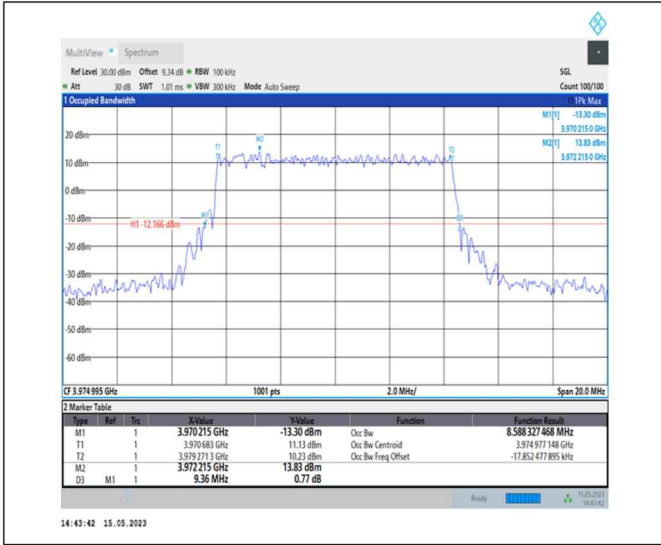 MultiView
Spectrum
Ref Level 30.00 dBm Offset 9.34 dB RBW 100 kHz SGL
Att 30 dB SWT 1.01 ms VBW 300 kHz Mode Auto Sweep Count 100/100
1 Occupied Bandwidth 1Pk Max
M1[1] -13.30 dBm
3.970 215 0 GHz
M2[1] 13.83 dBm
3.972 215 0 GHz
20 dBm
M2
T1
T2
10 dBm
0 dBm
-10 dBm
M1
D3
H1 -12.166 dBm
-20 dBm
-30 dBm
-40 dBm
-50 dBm
-60 dBm
CF 3.974 995 GHz 1001 pts 2.0 MHz/ Span 20.0 MHz
2 Marker Table
Type Ref Trc X-Value Y-Value Function Function Result
M1 1 3.970 215 GHz -13.30 dBm Occ Bw 8.588 327 468 MHz
T1 1 3.970 683 GHz 11.13 dBm Occ Bw Centroid 3.974 977 148 GHz
T2 1 3.979 271 3 GHz 10.23 dBm Occ Bw Freq Offset -17.852 477 895 kHz
M2 1 3.972 215 GHz 13.83 dBm
D3 M1 1 9.36 MHz 0.77 dB
Ready
15.05.2023
14:43:42
14:43:42 15.05.2023